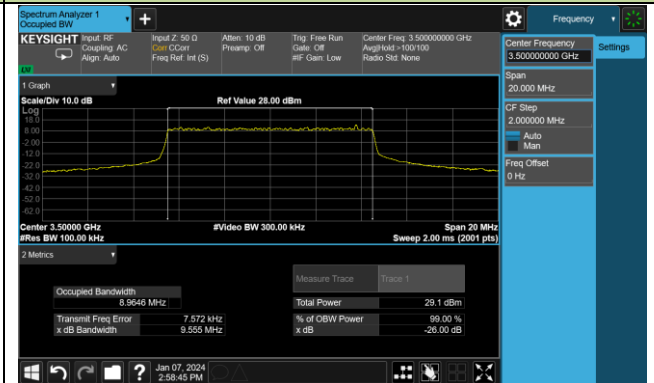 Spectrum Analyzer 1
Occupied BW
+
Frequency
KEYSIGHT
Input: RF
Coupling: AC
Align: Auto
Input Z: 50 Ω
Corr CCorr
Freq Ref: Int (S)
Atten: 10 dB
Preamp: Off
Trig: Free Run
Gate: Off
#IF Gain: Low
Center Freq: 3.500000000 GHz
Avg|Hold:>100/100
Radio Std: None
LXI
Center Frequency
3.500000000 GHz
Settings
Span
20.000 MHz
CF Step
2.000000 MHz
Auto
Man
Freq Offset
0 Hz
1 Graph
Scale/Div 10.0 dB
Ref Value 28.00 dBm
Log
18.0
8.00
-2.00
-12.0
-22.0
-32.0
-42.0
-52.0
-62.0
Center 3.50000 GHz
#Video BW 300.00 kHz
Span 20 MHz
#Res BW 100.00 kHz
Sweep 2.00 ms (2001 pts)
2 Metrics
Measure Trace
Trace 1
Occupied Bandwidth
8.9646 MHz
Total Power
29.1 dBm
Transmit Freq Error
7.572 kHz
% of OBW Power
99.00 %
x dB Bandwidth
9.555 MHz
x dB
-26.00 dB
?
Jan 07, 2024
2:58:45 PM